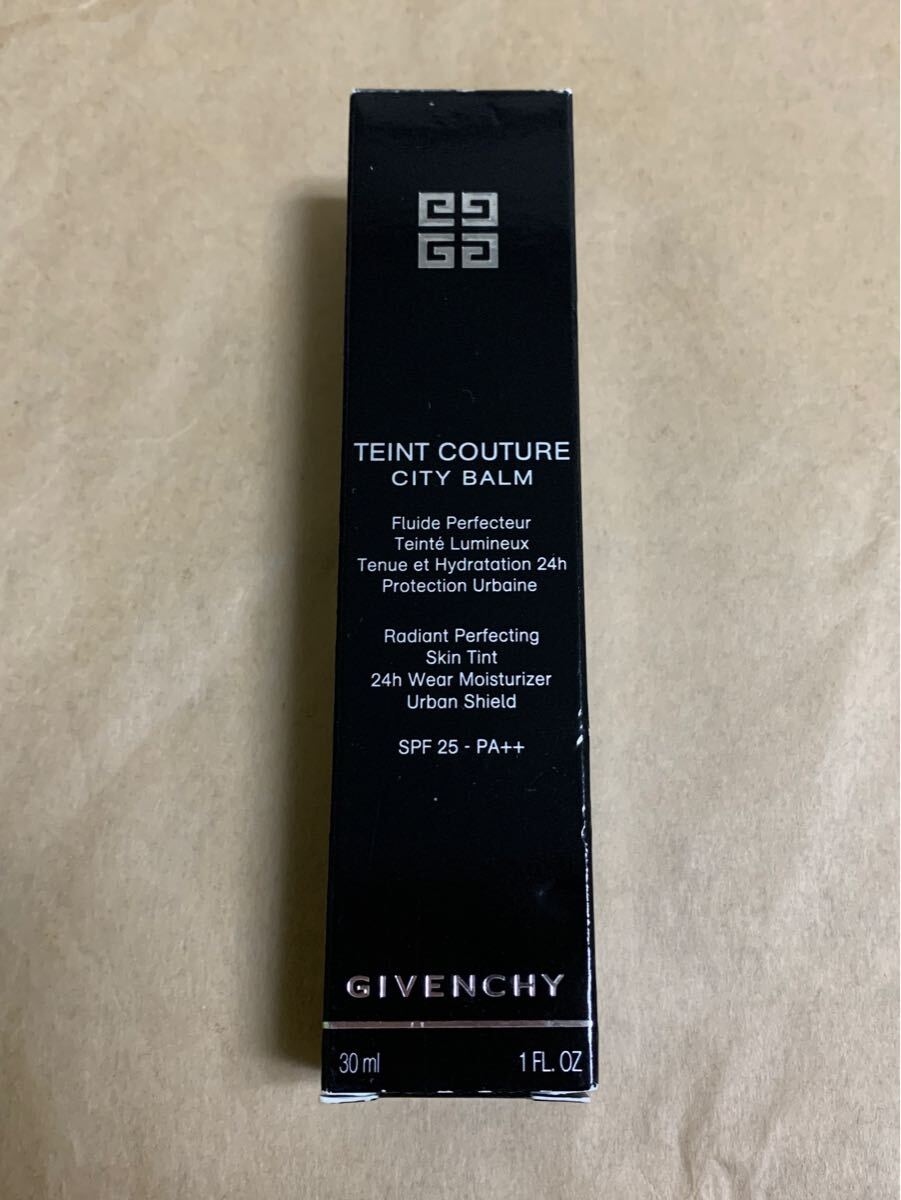 TEINT COUTURE
CITY BALM
Fluide Perfecteur
Teinté Lumineux
Tenue et Hydratation 24h
Protection Urbaine
Radiant Perfecting
Skin Tint
24h Wear Moisturizer
Urban Shield
SPF 25 - PA++
GIVENCHY
30 ml 1 FL. OZ